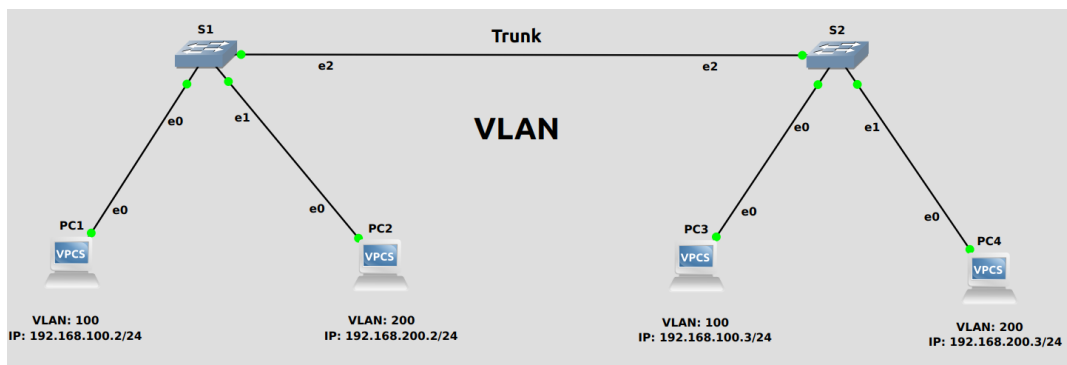 S1
Trunk
S2
e2
e2
e0
e1
VLAN
e0
e1
PC1
e0
e0
PC2
PC3
e0
e0
PC4
VPCS
VPCS
VPCS
VPCS
VLAN: 100
IP: 192.168.100.2/24
VLAN: 200
IP: 192.168.200.2/24
VLAN: 100
IP: 192.168.100.3/24
VLAN: 200
IP: 192.168.200.3/24